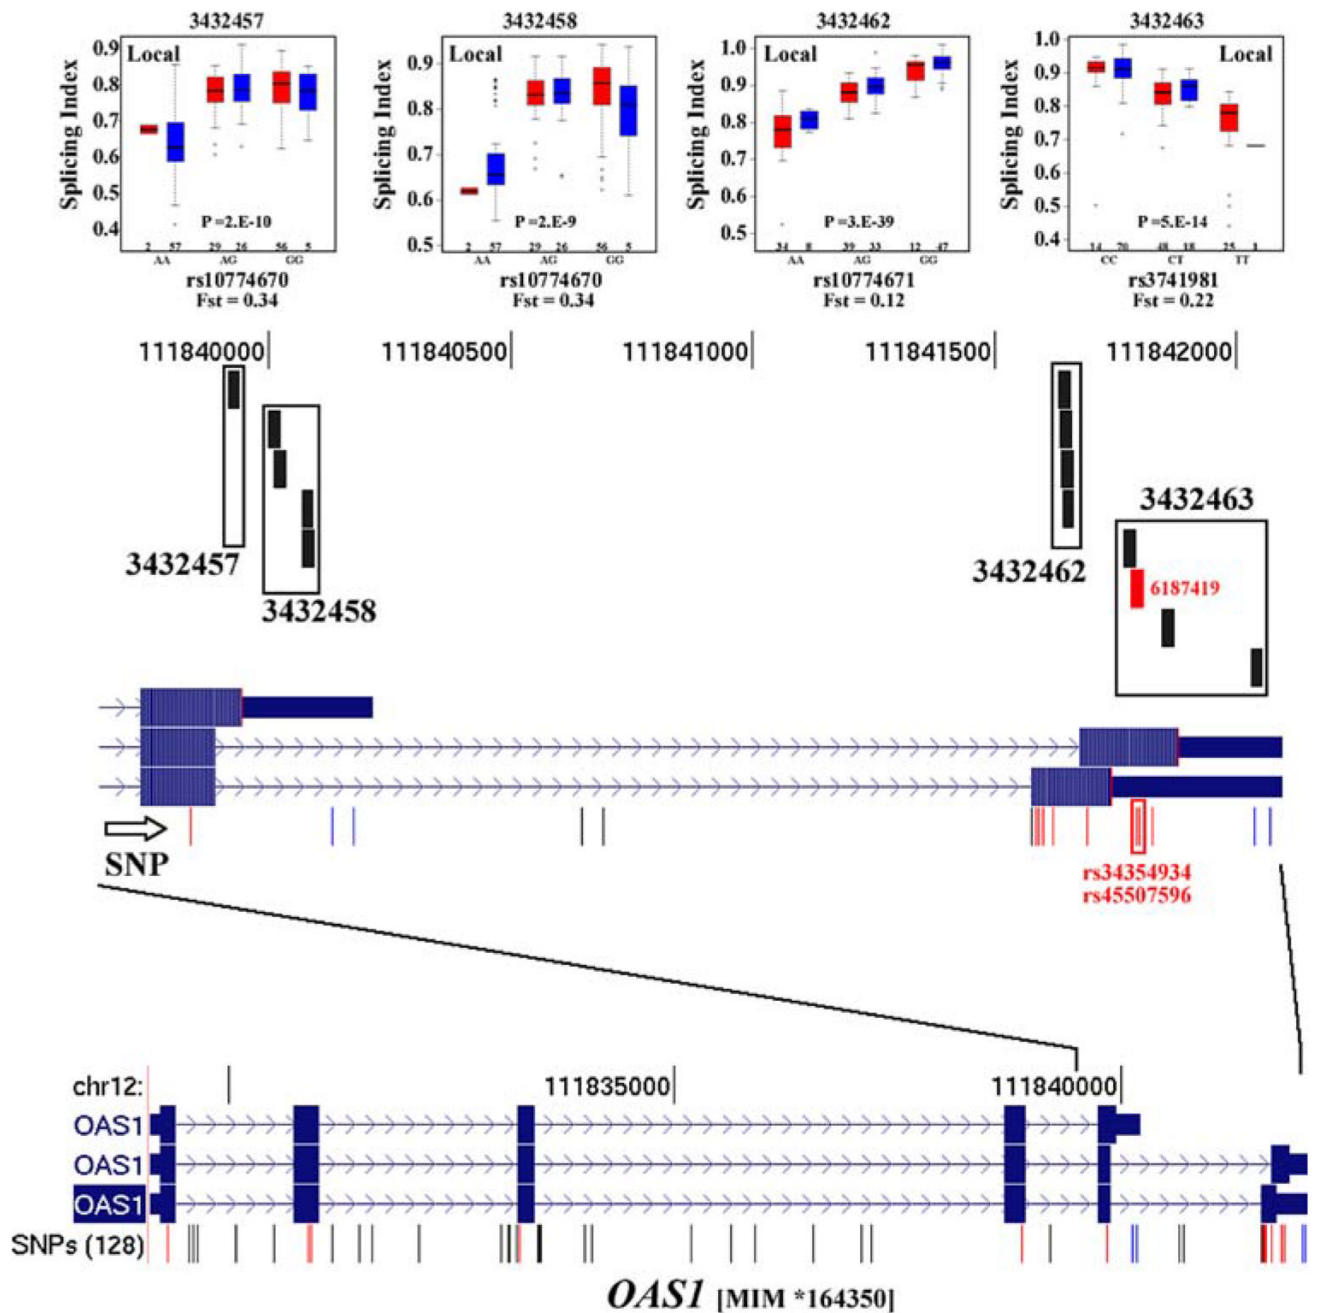 3432457
3432458
3432462
3432463
Splicing Index
0.9
0.8
0.7
0.6
0.5
0.4
Local
P =2.E-10
2 57 29 26 56 5
AA AG GG
rs10774670
Fst = 0.34
Splicing Index
0.9
0.8
0.7
0.6
0.5
Local
P =2.E-9
2 57 29 26 56 5
AA AG GG
rs10774670
Fst = 0.34
Splicing Index
1.0
0.9
0.8
0.7
0.6
0.5
Local
P =3.E-39
8 39 33 12 47
AA AG GG
rs10774671
Fst = 0.12
Splicing Index
1.0
0.9
0.8
0.7
0.6
0.5
0.4
Local
P =5.E-14
14 70 48 18 25 1
CC CT TT
rs3741981
Fst = 0.22
111840000 111840500 111841000 111841500 111842000
3432457
3432458
3432462
3432463
6187419
SNP
rs34354934
rs45507596
chr12: 111835000 111840000
OAS1
OAS1
OAS1
SNPs (128)
OAS1 [MIM *164350]